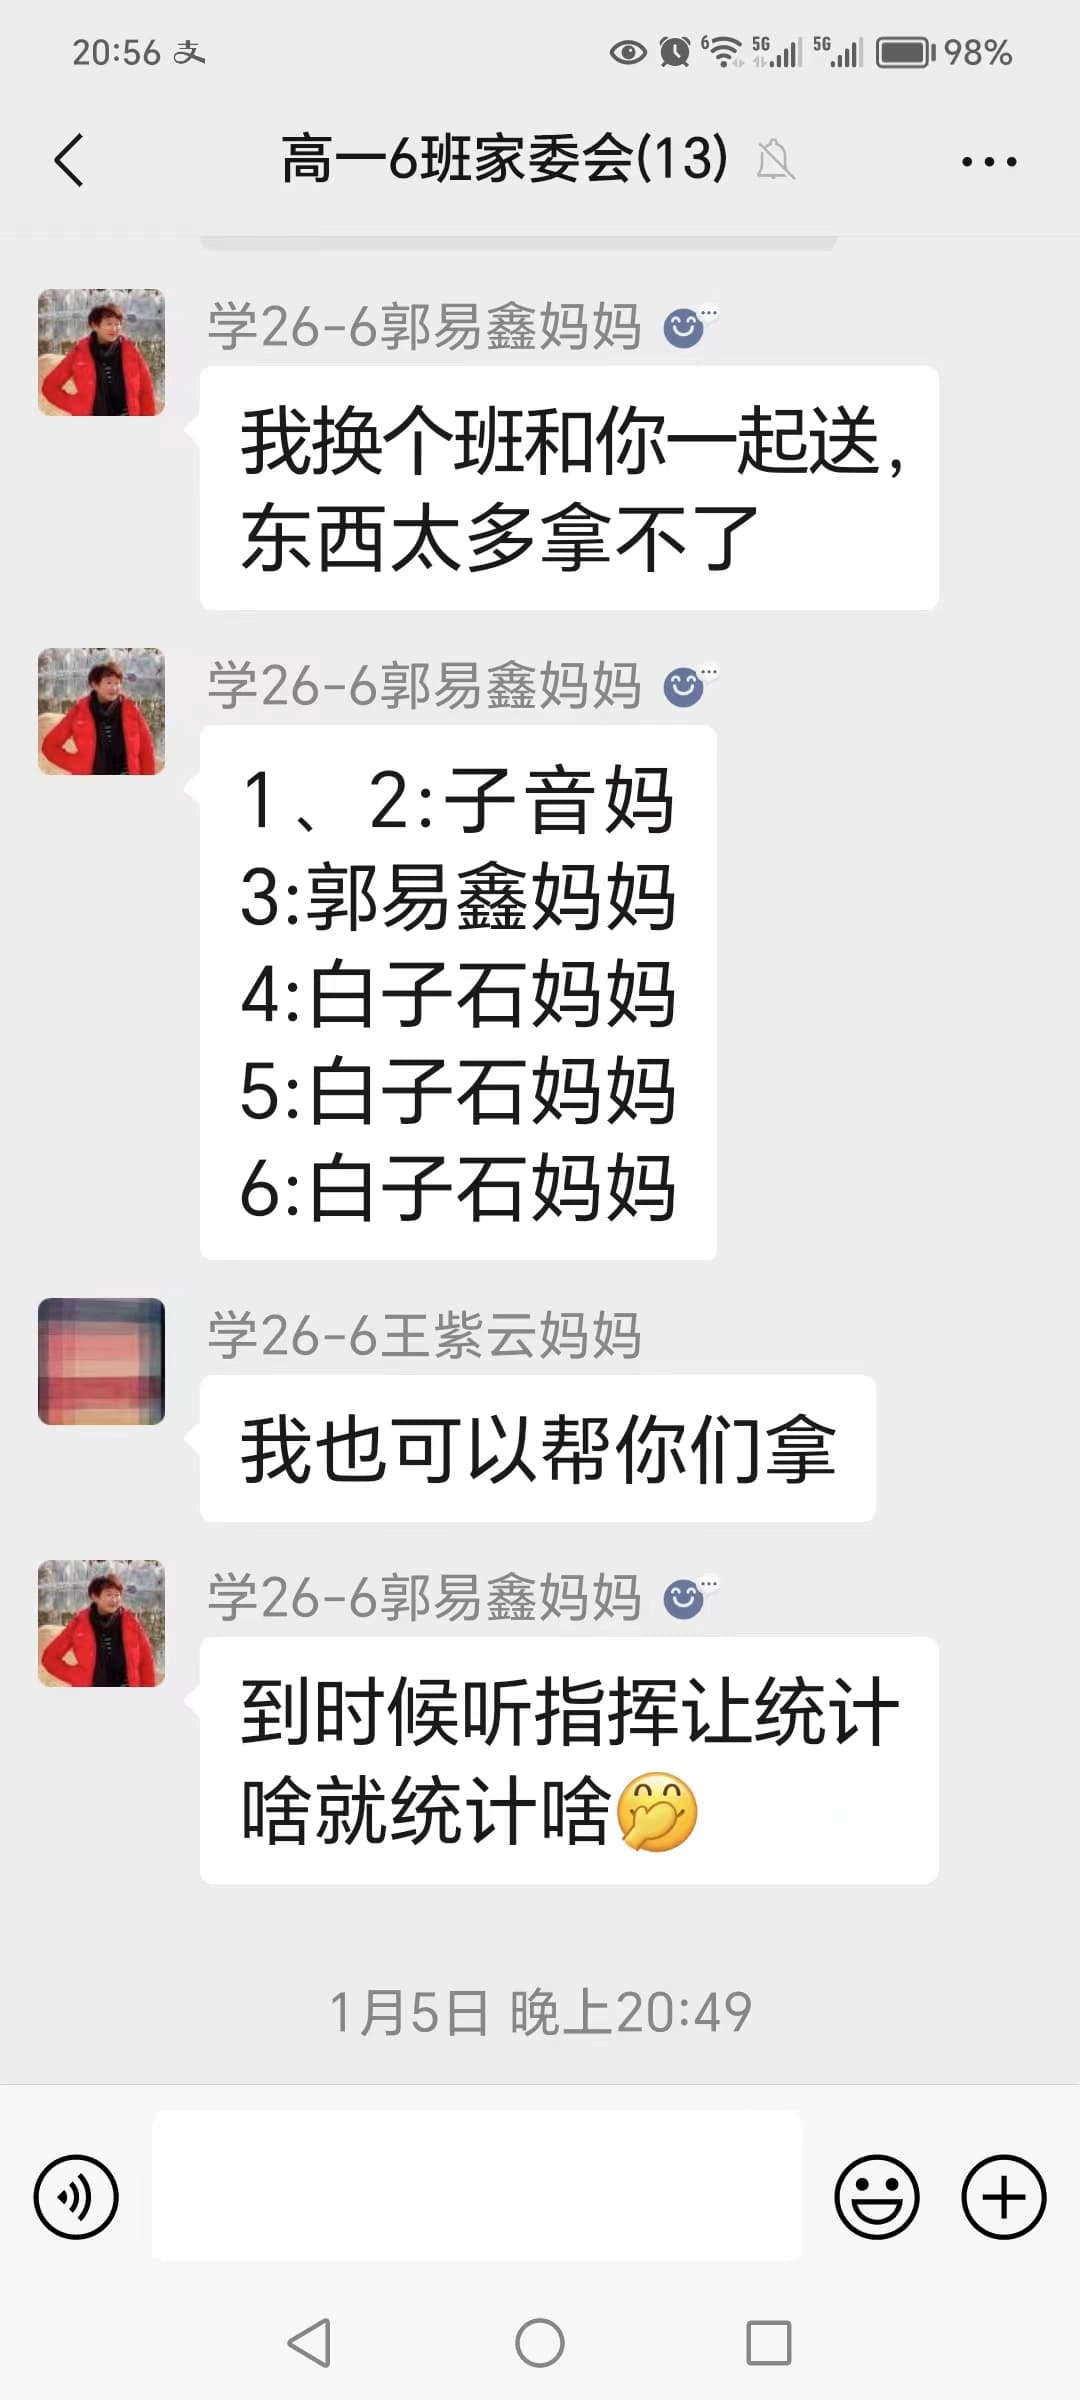 20:56 支
6 5G 5G 98%
高一6班家委会(13)
学26-6郭易鑫妈妈
我换个班和你一起送,
东西太多拿不了
学26-6郭易鑫妈妈
1、2:子音妈
3:郭易鑫妈妈
4:白子石妈妈
5:白子石妈妈
6:白子石妈妈
学26-6王紫云妈妈
我也可以帮你们拿
学26-6郭易鑫妈妈
到时候听指挥让统计
啥就统计啥🤭
1月5日 晚上20:49